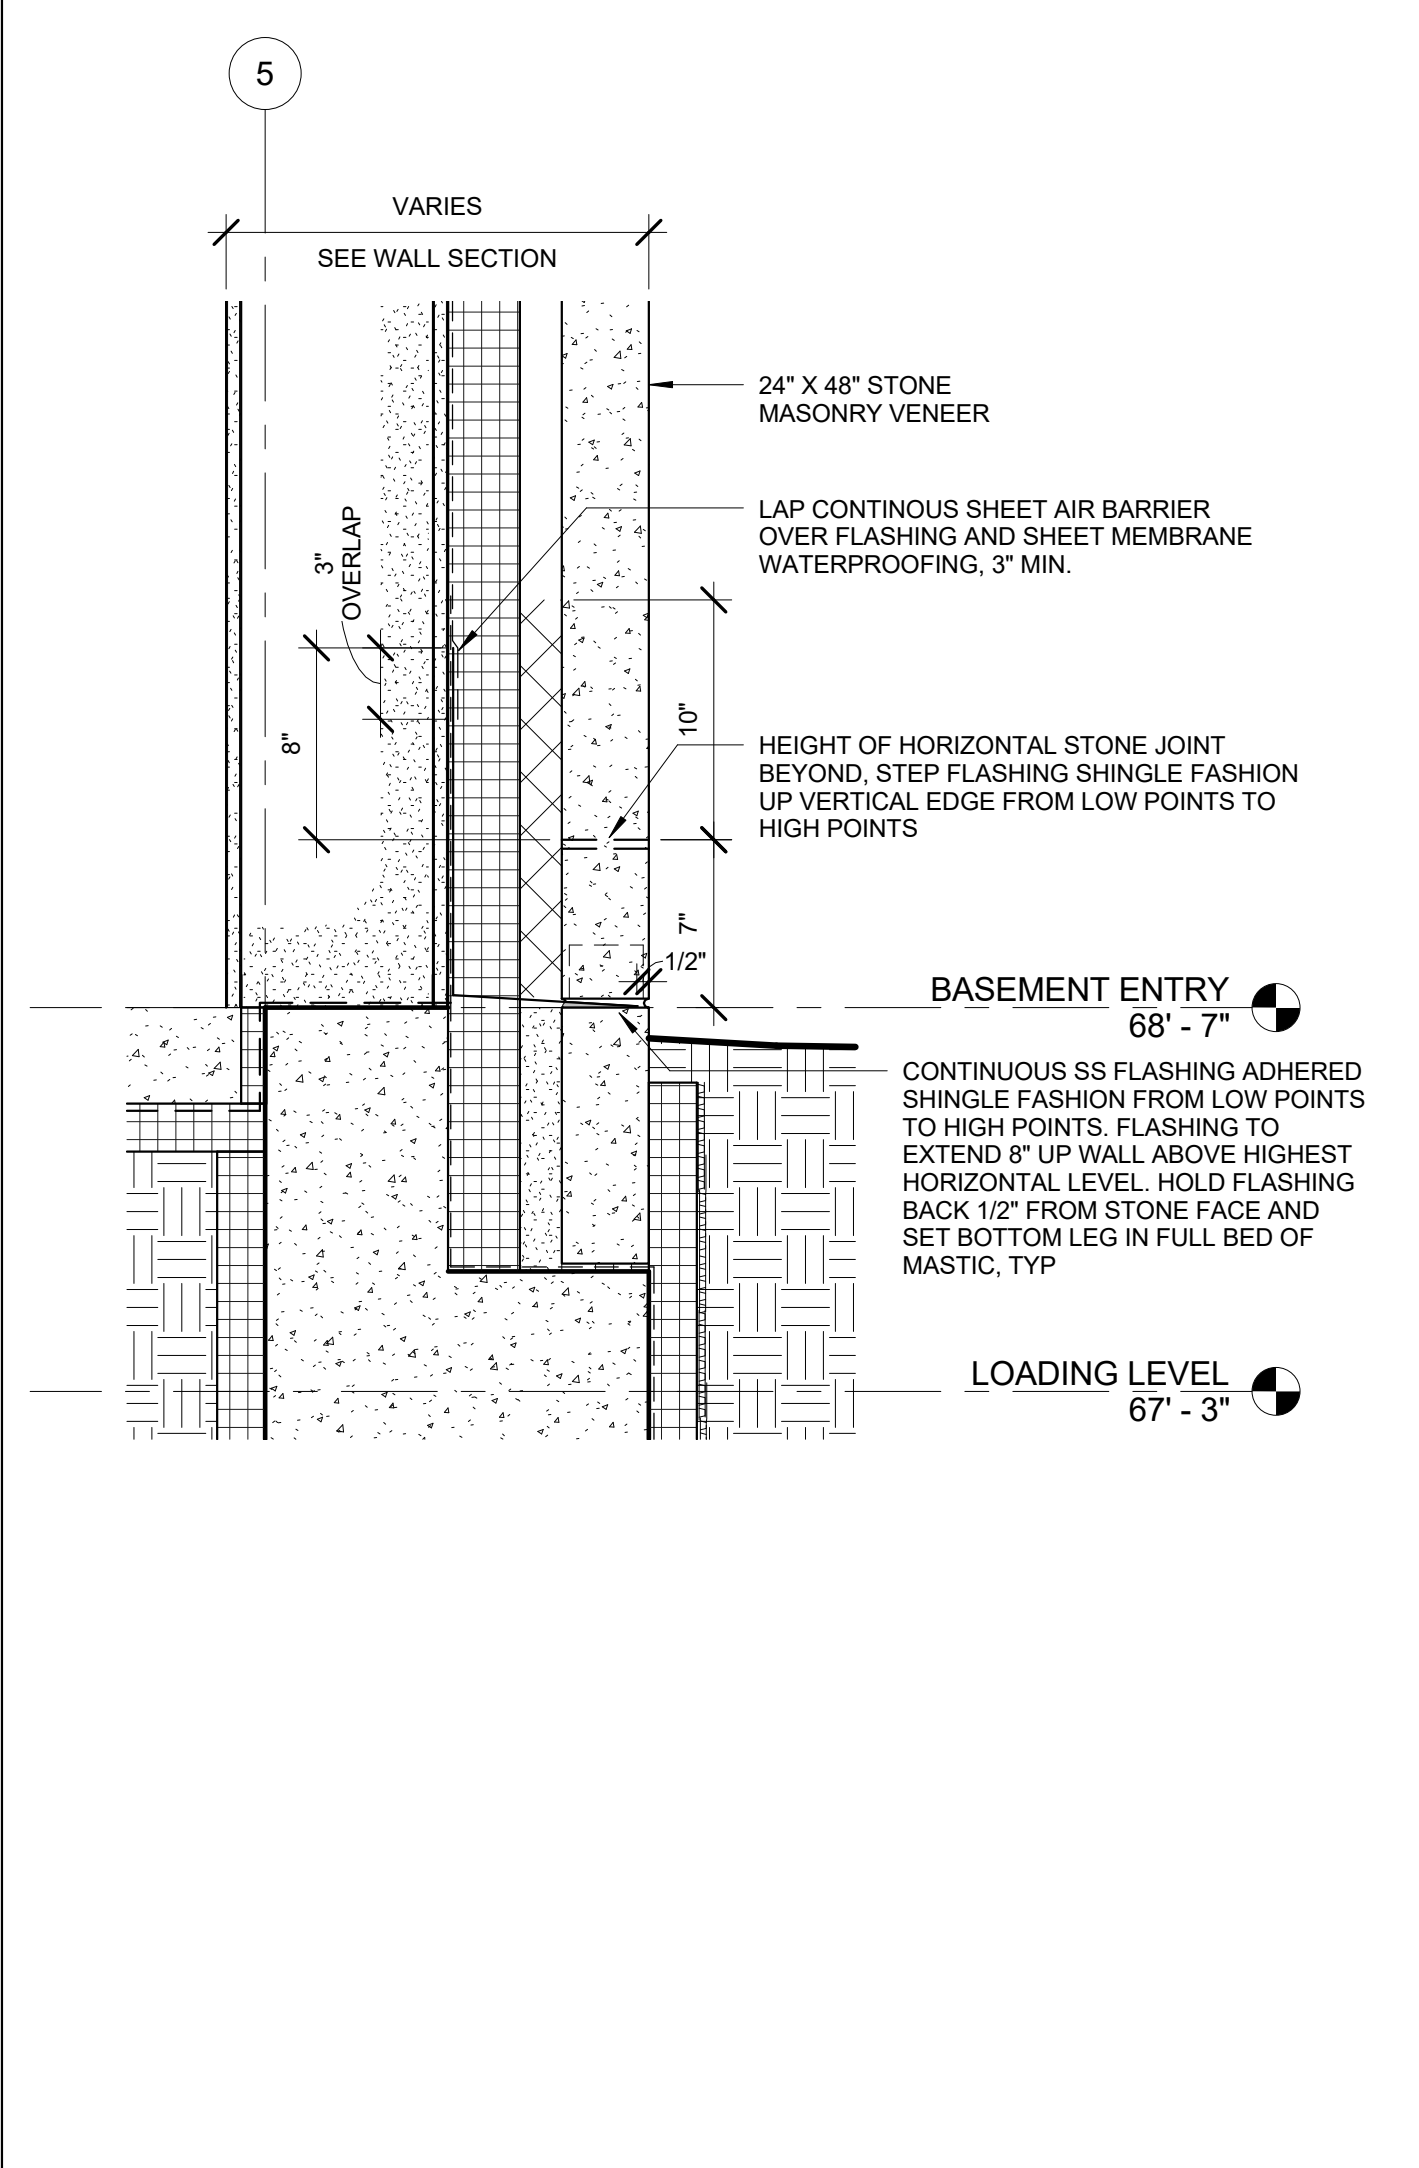 5
VARIES
SEE WALL SECTION
24" X 48" STONE
MASONRY VENEER
LAP CONTINOUS SHEET AIR BARRIER
OVER FLASHING AND SHEET MEMBRANE
WATERPROOFING, 3" MIN.
3"
OVERLAP
8"
10"
HEIGHT OF HORIZONTAL STONE JOINT
BEYOND, STEP FLASHING SHINGLE FASHION
UP VERTICAL EDGE FROM LOW POINTS TO
HIGH POINTS
7"
1/2"
BASEMENT ENTRY
68' - 7"
CONTINUOUS SS FLASHING ADHERED
SHINGLE FASHION FROM LOW POINTS
TO HIGH POINTS. FLASHING TO
EXTEND 8" UP WALL ABOVE HIGHEST
HORIZONTAL LEVEL. HOLD FLASHING
BACK 1/2" FROM STONE FACE AND
SET BOTTOM LEG IN FULL BED OF
MASTIC, TYP
LOADING LEVEL
67' - 3"